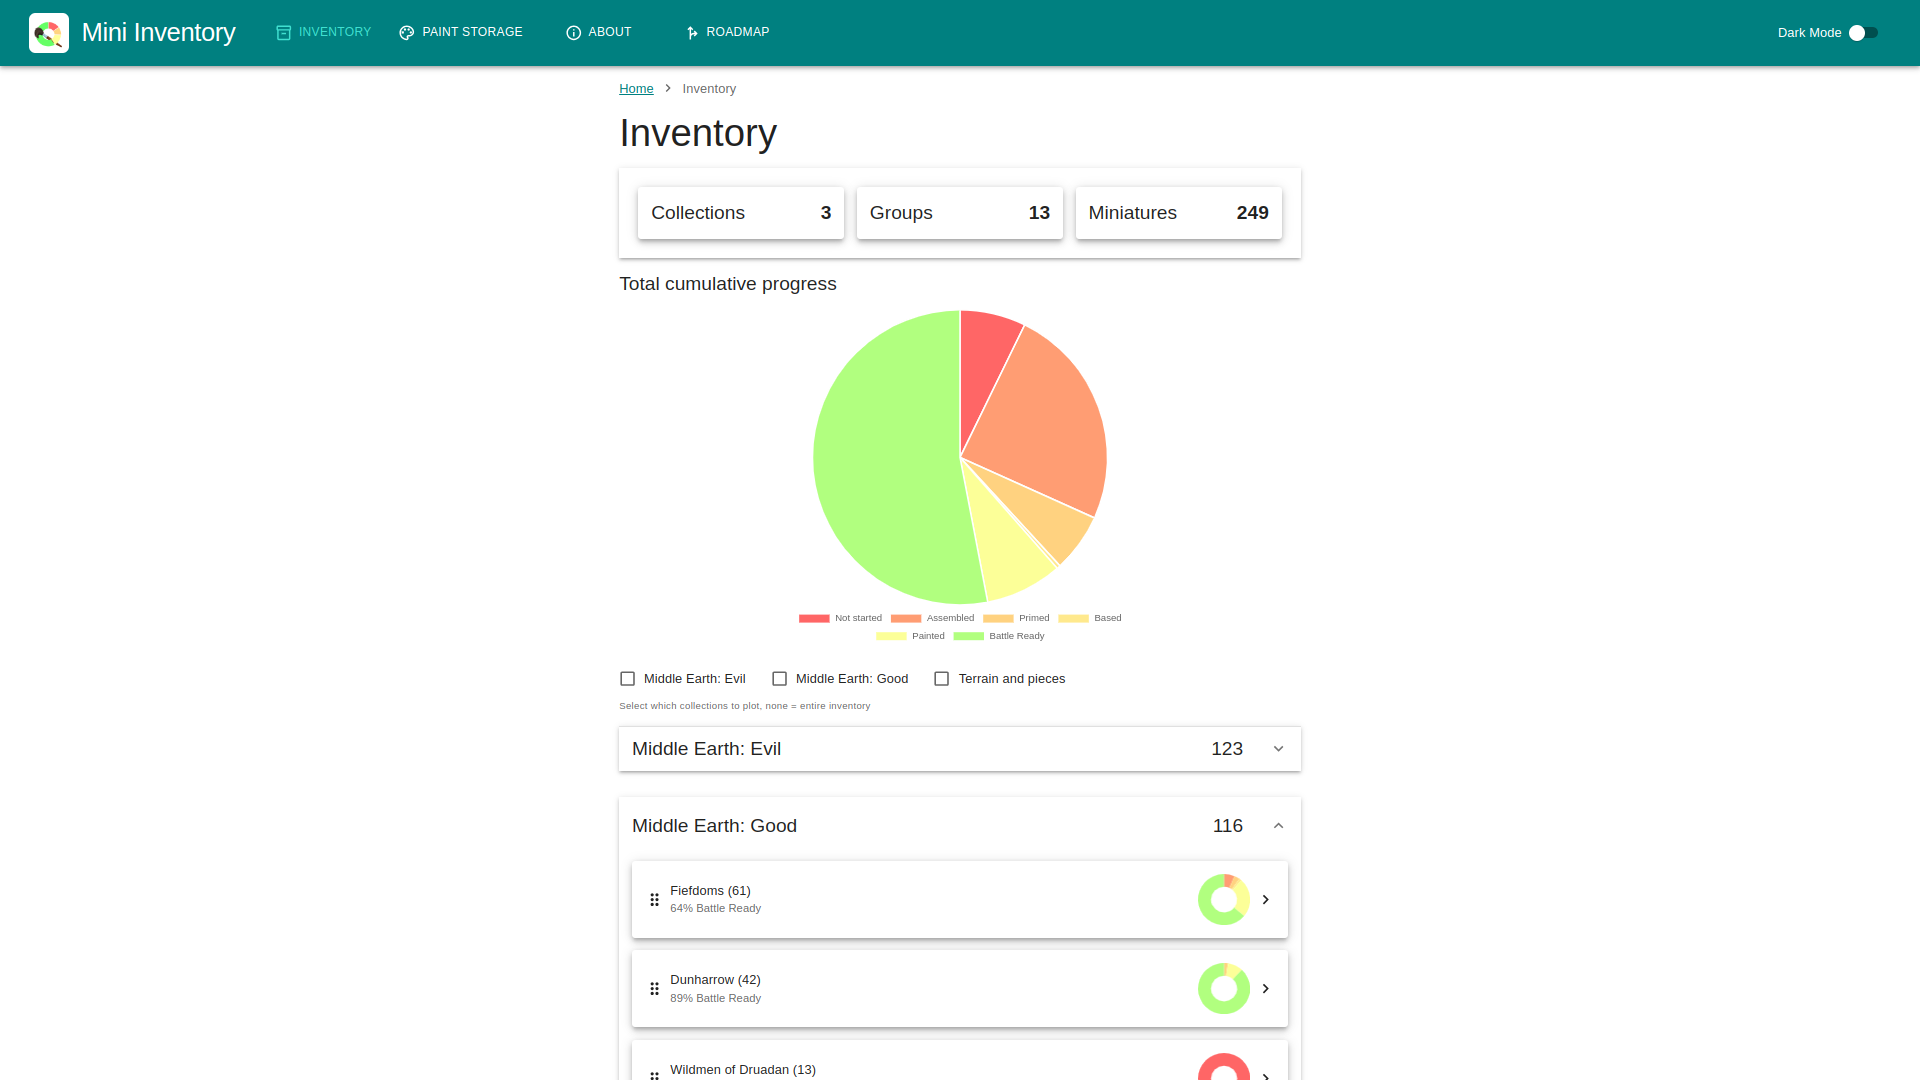 Mini Inventory INVENTORY PAINT STORAGE ABOUT ROADMAP Dark Mode
Home Inventory
Inventory
Collections 3 Groups 13 Miniatures 249
Total cumulative progress
Not started Assembled Primed Based
Painted Battle Ready
Middle Earth: Evil Middle Earth: Good Terrain and pieces
Select which collections to plot, none = entire inventory
Middle Earth: Evil 123
Middle Earth: Good 116
Fiefdoms (61)
64% Battle Ready
Dunharrow (42)
89% Battle Ready
Wildmen of Druadan (13)